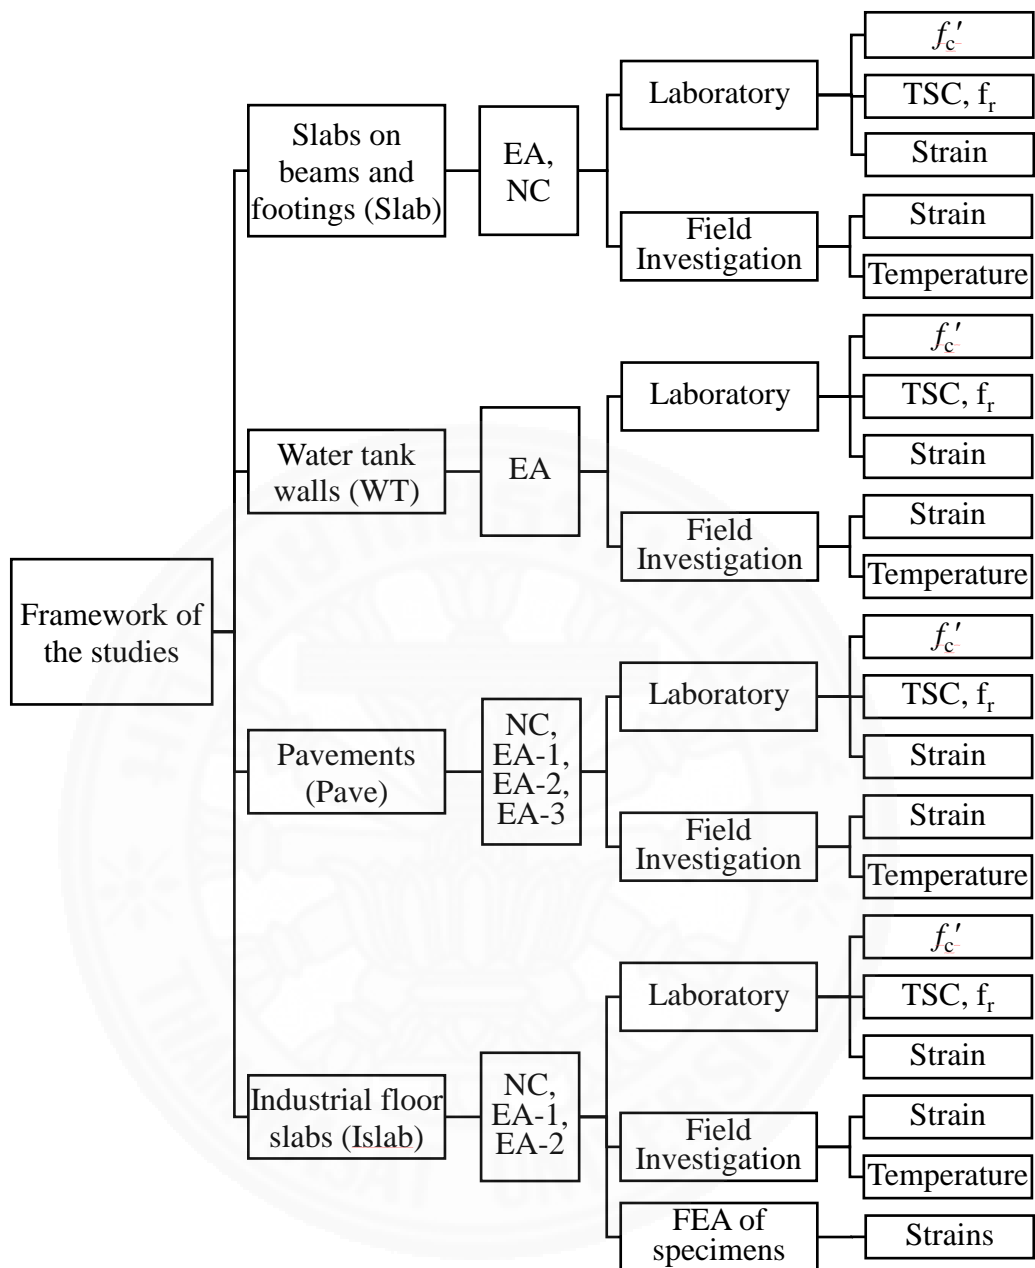 Framework of
the studies
Slabs on
beams and
footings (Slab)
EA,
NC
Laboratory
f_c′
TSC, f_r
Strain
Field
Investigation
Strain
Temperature
Water tank
walls (WT)
EA
Laboratory
f_c′
TSC, f_r
Strain
Field
Investigation
Strain
Temperature
Pavements
(Pave)
NC,
EA-1,
EA-2,
EA-3
Laboratory
f_c′
TSC, f_r
Strain
Field
Investigation
Strain
Temperature
Industrial floor
slabs (Islab)
NC,
EA-1,
EA-2
Laboratory
f_c′
TSC, f_r
Strain
Field
Investigation
Strain
Temperature
FEA of
specimens
Strains